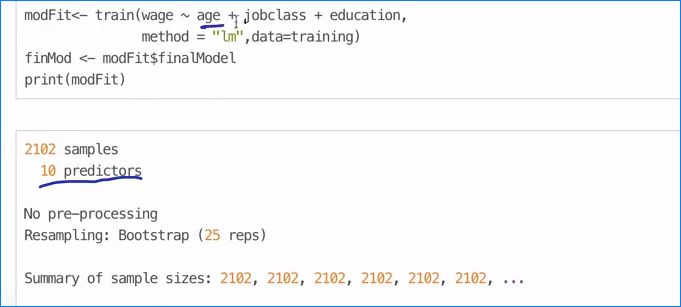 modFit<- train(wage ~ age + jobclass + education,
method = "lm",data=training)
finMod <- modFit$finalModel
print(modFit)
2102 samples
10 predictors
No pre-processing
Resampling: Bootstrap (25 reps)
Summary of sample sizes: 2102, 2102, 2102, 2102, 2102, 2102, ...